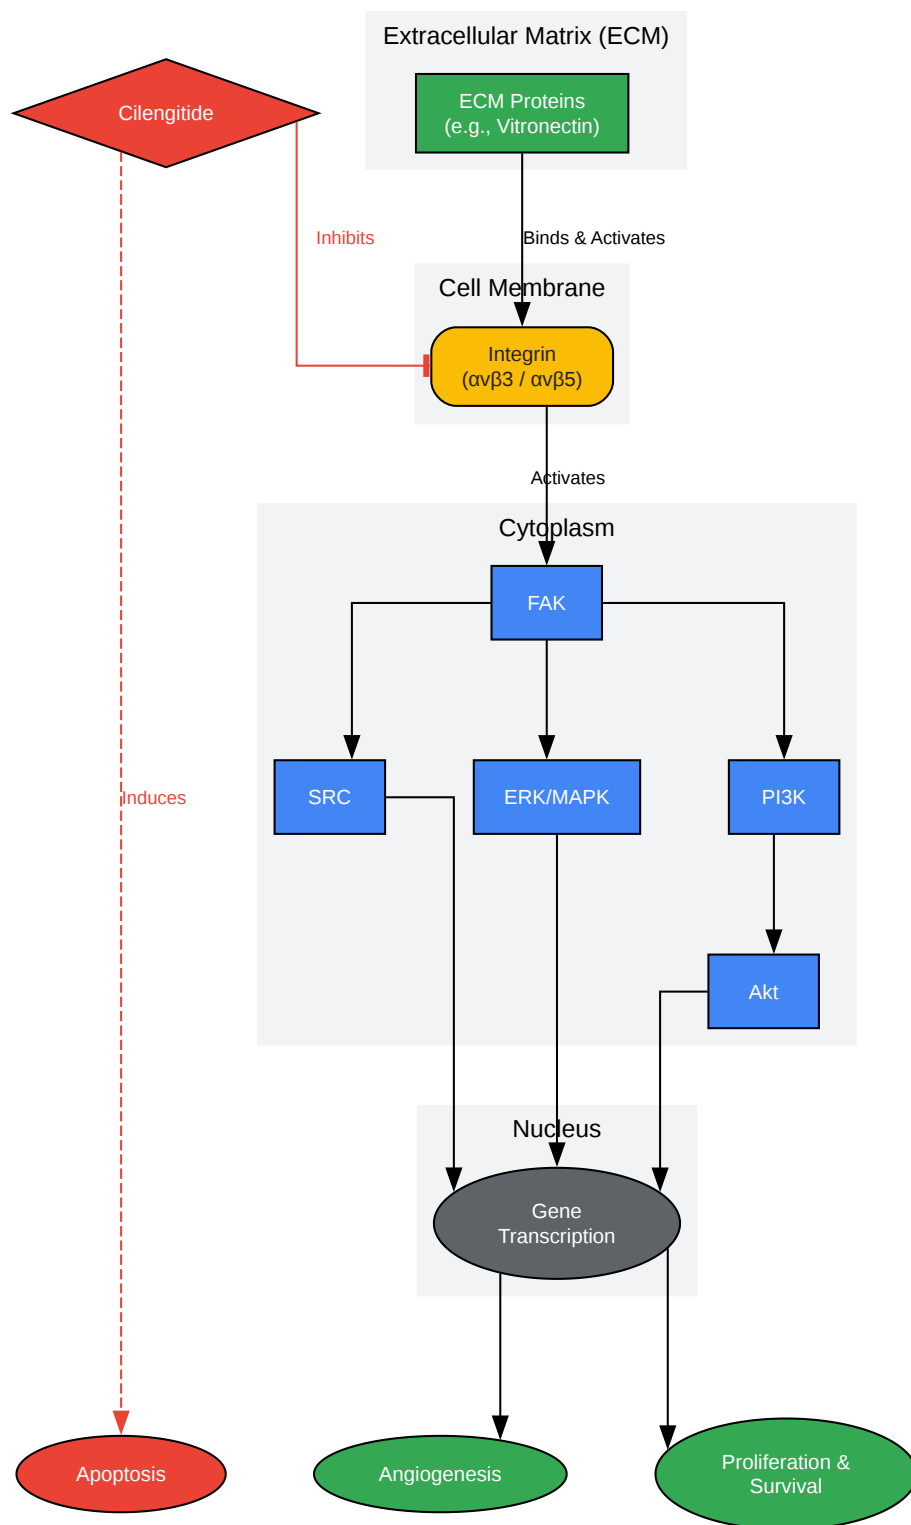 Extracellular Matrix (ECM)
ECM Proteins
(e.g., Vitronectin)
Cilengitide
Inhibits
Binds & Activates
Cell Membrane
Integrin
(αvβ3 / αvβ5)
Activates
Cytoplasm
FAK
SRC
ERK/MAPK
PI3K
Induces
Akt
Nucleus
Gene
Transcription
Apoptosis
Angiogenesis
Proliferation &
Survival